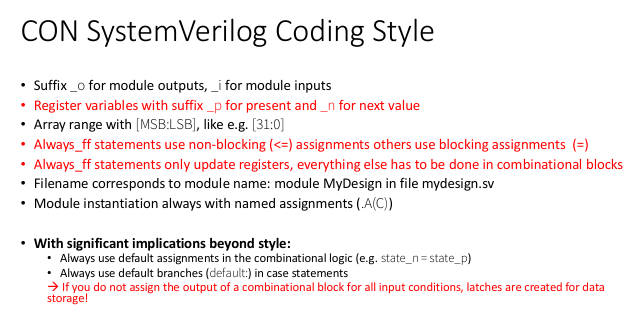 CON SystemVerilog Coding Style
• Suffix _o for module outputs, _i for module inputs
• Register variables with suffix _p for present and _n for next value
• Array range with [MSB:LSB], like e.g. [31:0]
• Always_ff statements use non-blocking (<=) assignments others use blocking assignments (=)
• Always_ff statements only update registers, everything else has to be done in combinational blocks
• Filename corresponds to module name: module MyDesign in file mydesign.sv
• Module instantiation always with named assignments (.A(C))
• With significant implications beyond style:
• Always use default assignments in the combinational logic (e.g. state_n = state_p)
• Always use default branches (default:) in case statements
→ If you do not assign the output of a combinational block for all input conditions, latches are created for data
storage!